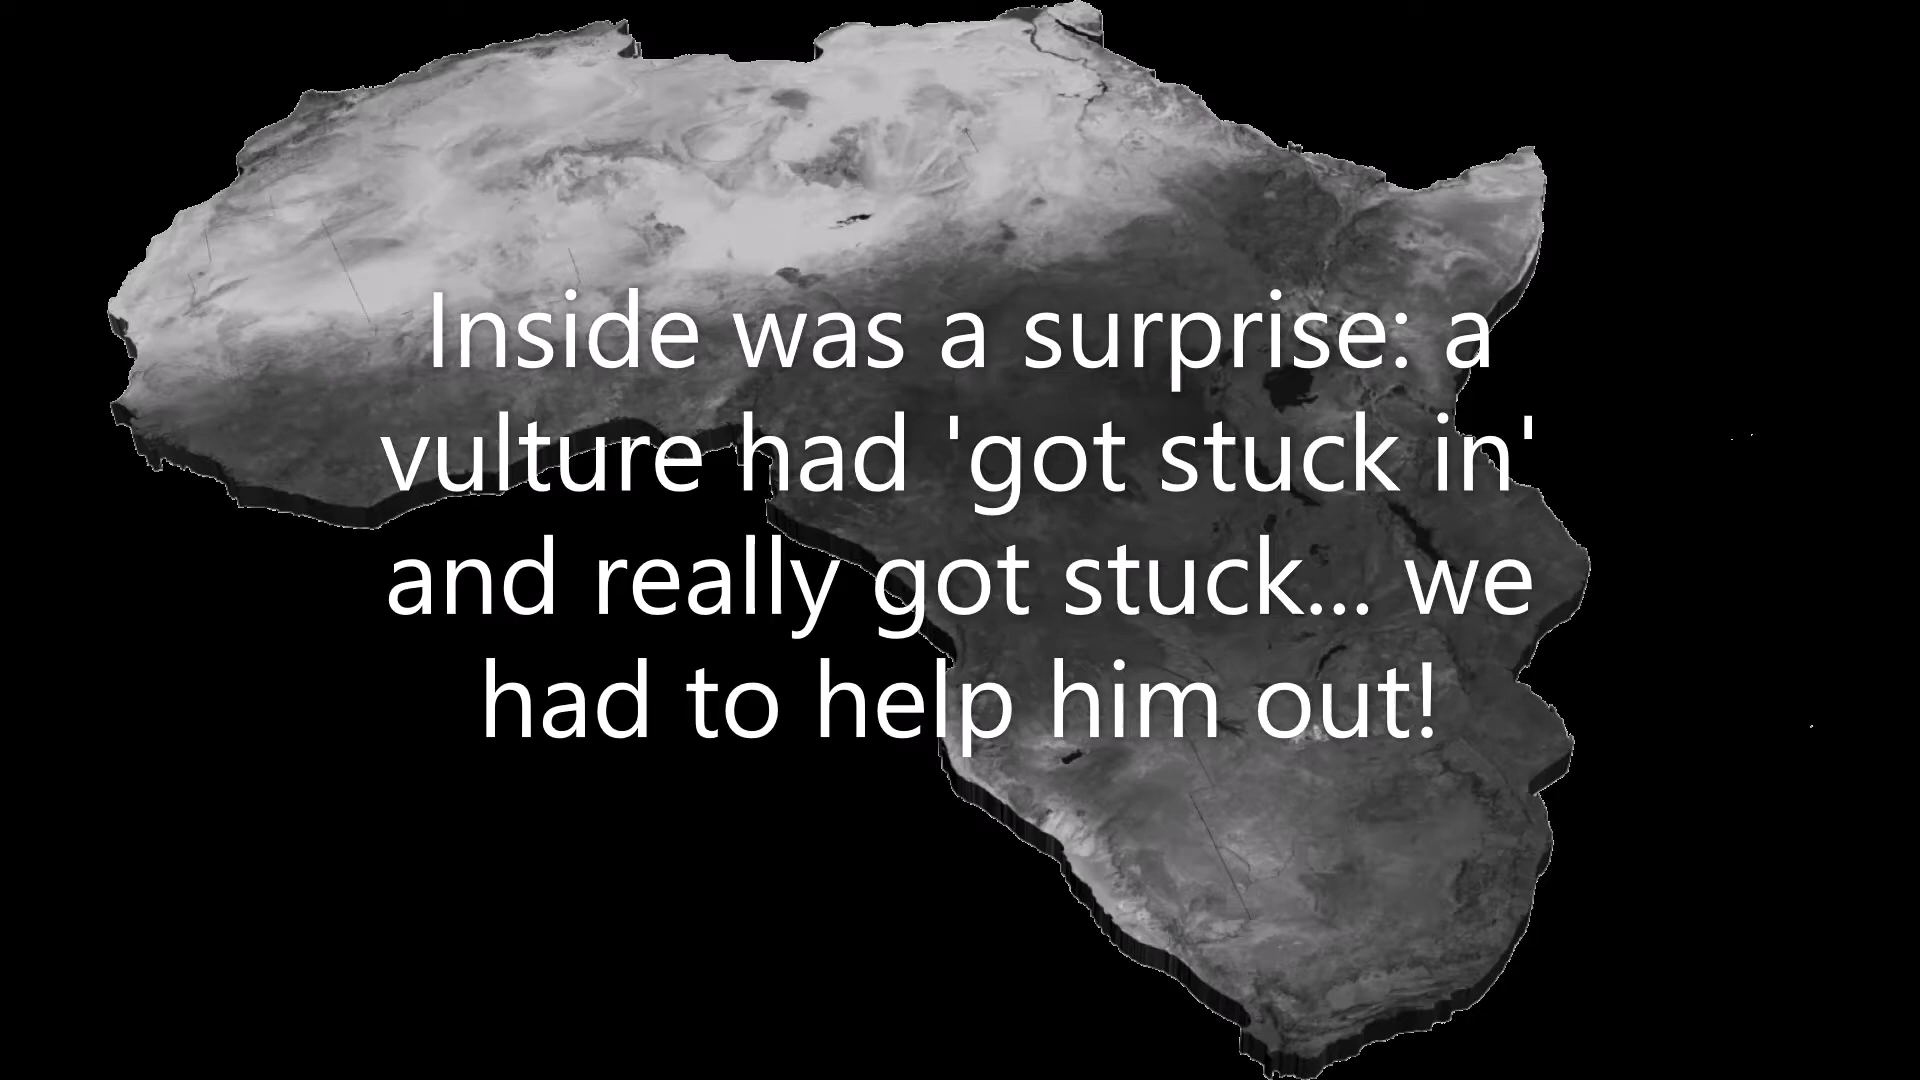 Inside was a surprise: a
vulture had 'got stuck in'
and really got stuck... we
had to help him out!